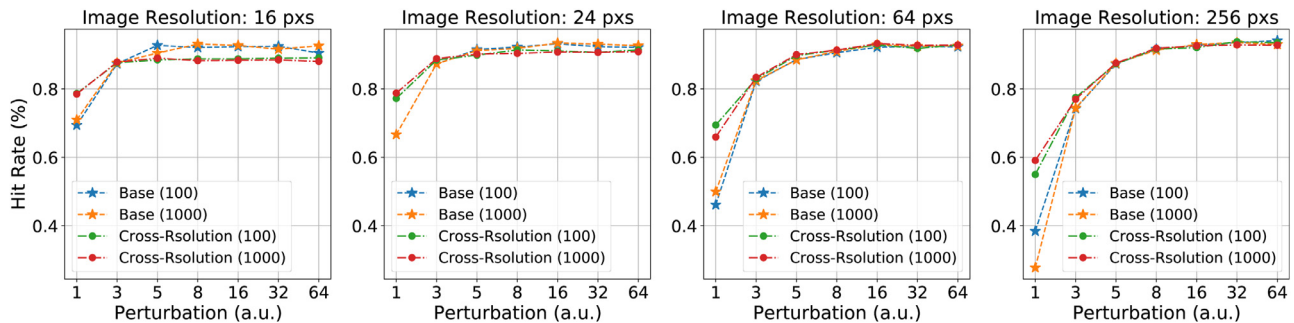 Image Resolution: 16 pxs
Image Resolution: 24 pxs
Image Resolution: 64 pxs
Image Resolution: 256 pxs
Hit Rate (%)
0.8
0.6
0.4
Base (100)
Base (1000)
Cross-Rsolution (100)
Cross-Rsolution (1000)
1 3 5 8 16 32 64
Perturbation (a.u.)
0.8
0.6
0.4
Base (100)
Base (1000)
Cross-Rsolution (100)
Cross-Rsolution (1000)
1 3 5 8 16 32 64
Perturbation (a.u.)
0.8
0.6
0.4
Base (100)
Base (1000)
Cross-Rsolution (100)
Cross-Rsolution (1000)
1 3 5 8 16 32 64
Perturbation (a.u.)
0.8
0.6
0.4
Base (100)
Base (1000)
Cross-Rsolution (100)
Cross-Rsolution (1000)
1 3 5 8 16 32 64
Perturbation (a.u.)